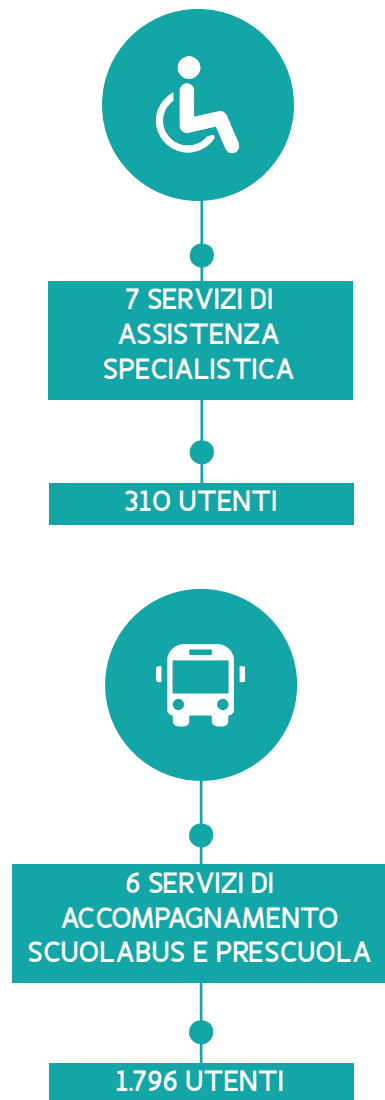 7 SERVIZI DI
ASSISTENZA
SPECIALISTICA
310 UTENTI
6 SERVIZI DI
ACCOMPAGNAMENTO
SCUOLABUS E PRESCUOLA
1.796 UTENTI